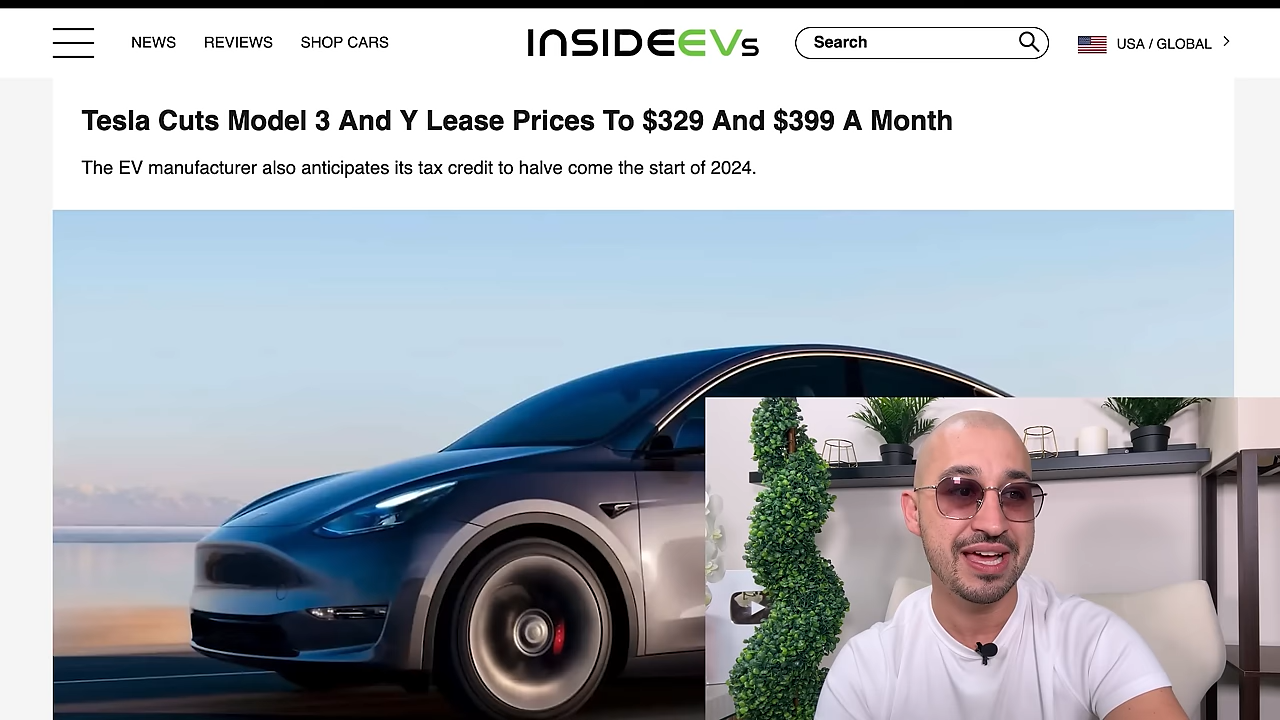 NEWS
REVIEWS
SHOP CARS
INSIDEEVs
Search
USA / GLOBAL
Tesla Cuts Model 3 And Y Lease Prices To $329 And $399 A Month
The EV manufacturer also anticipates its tax credit to halve come the start of 2024.